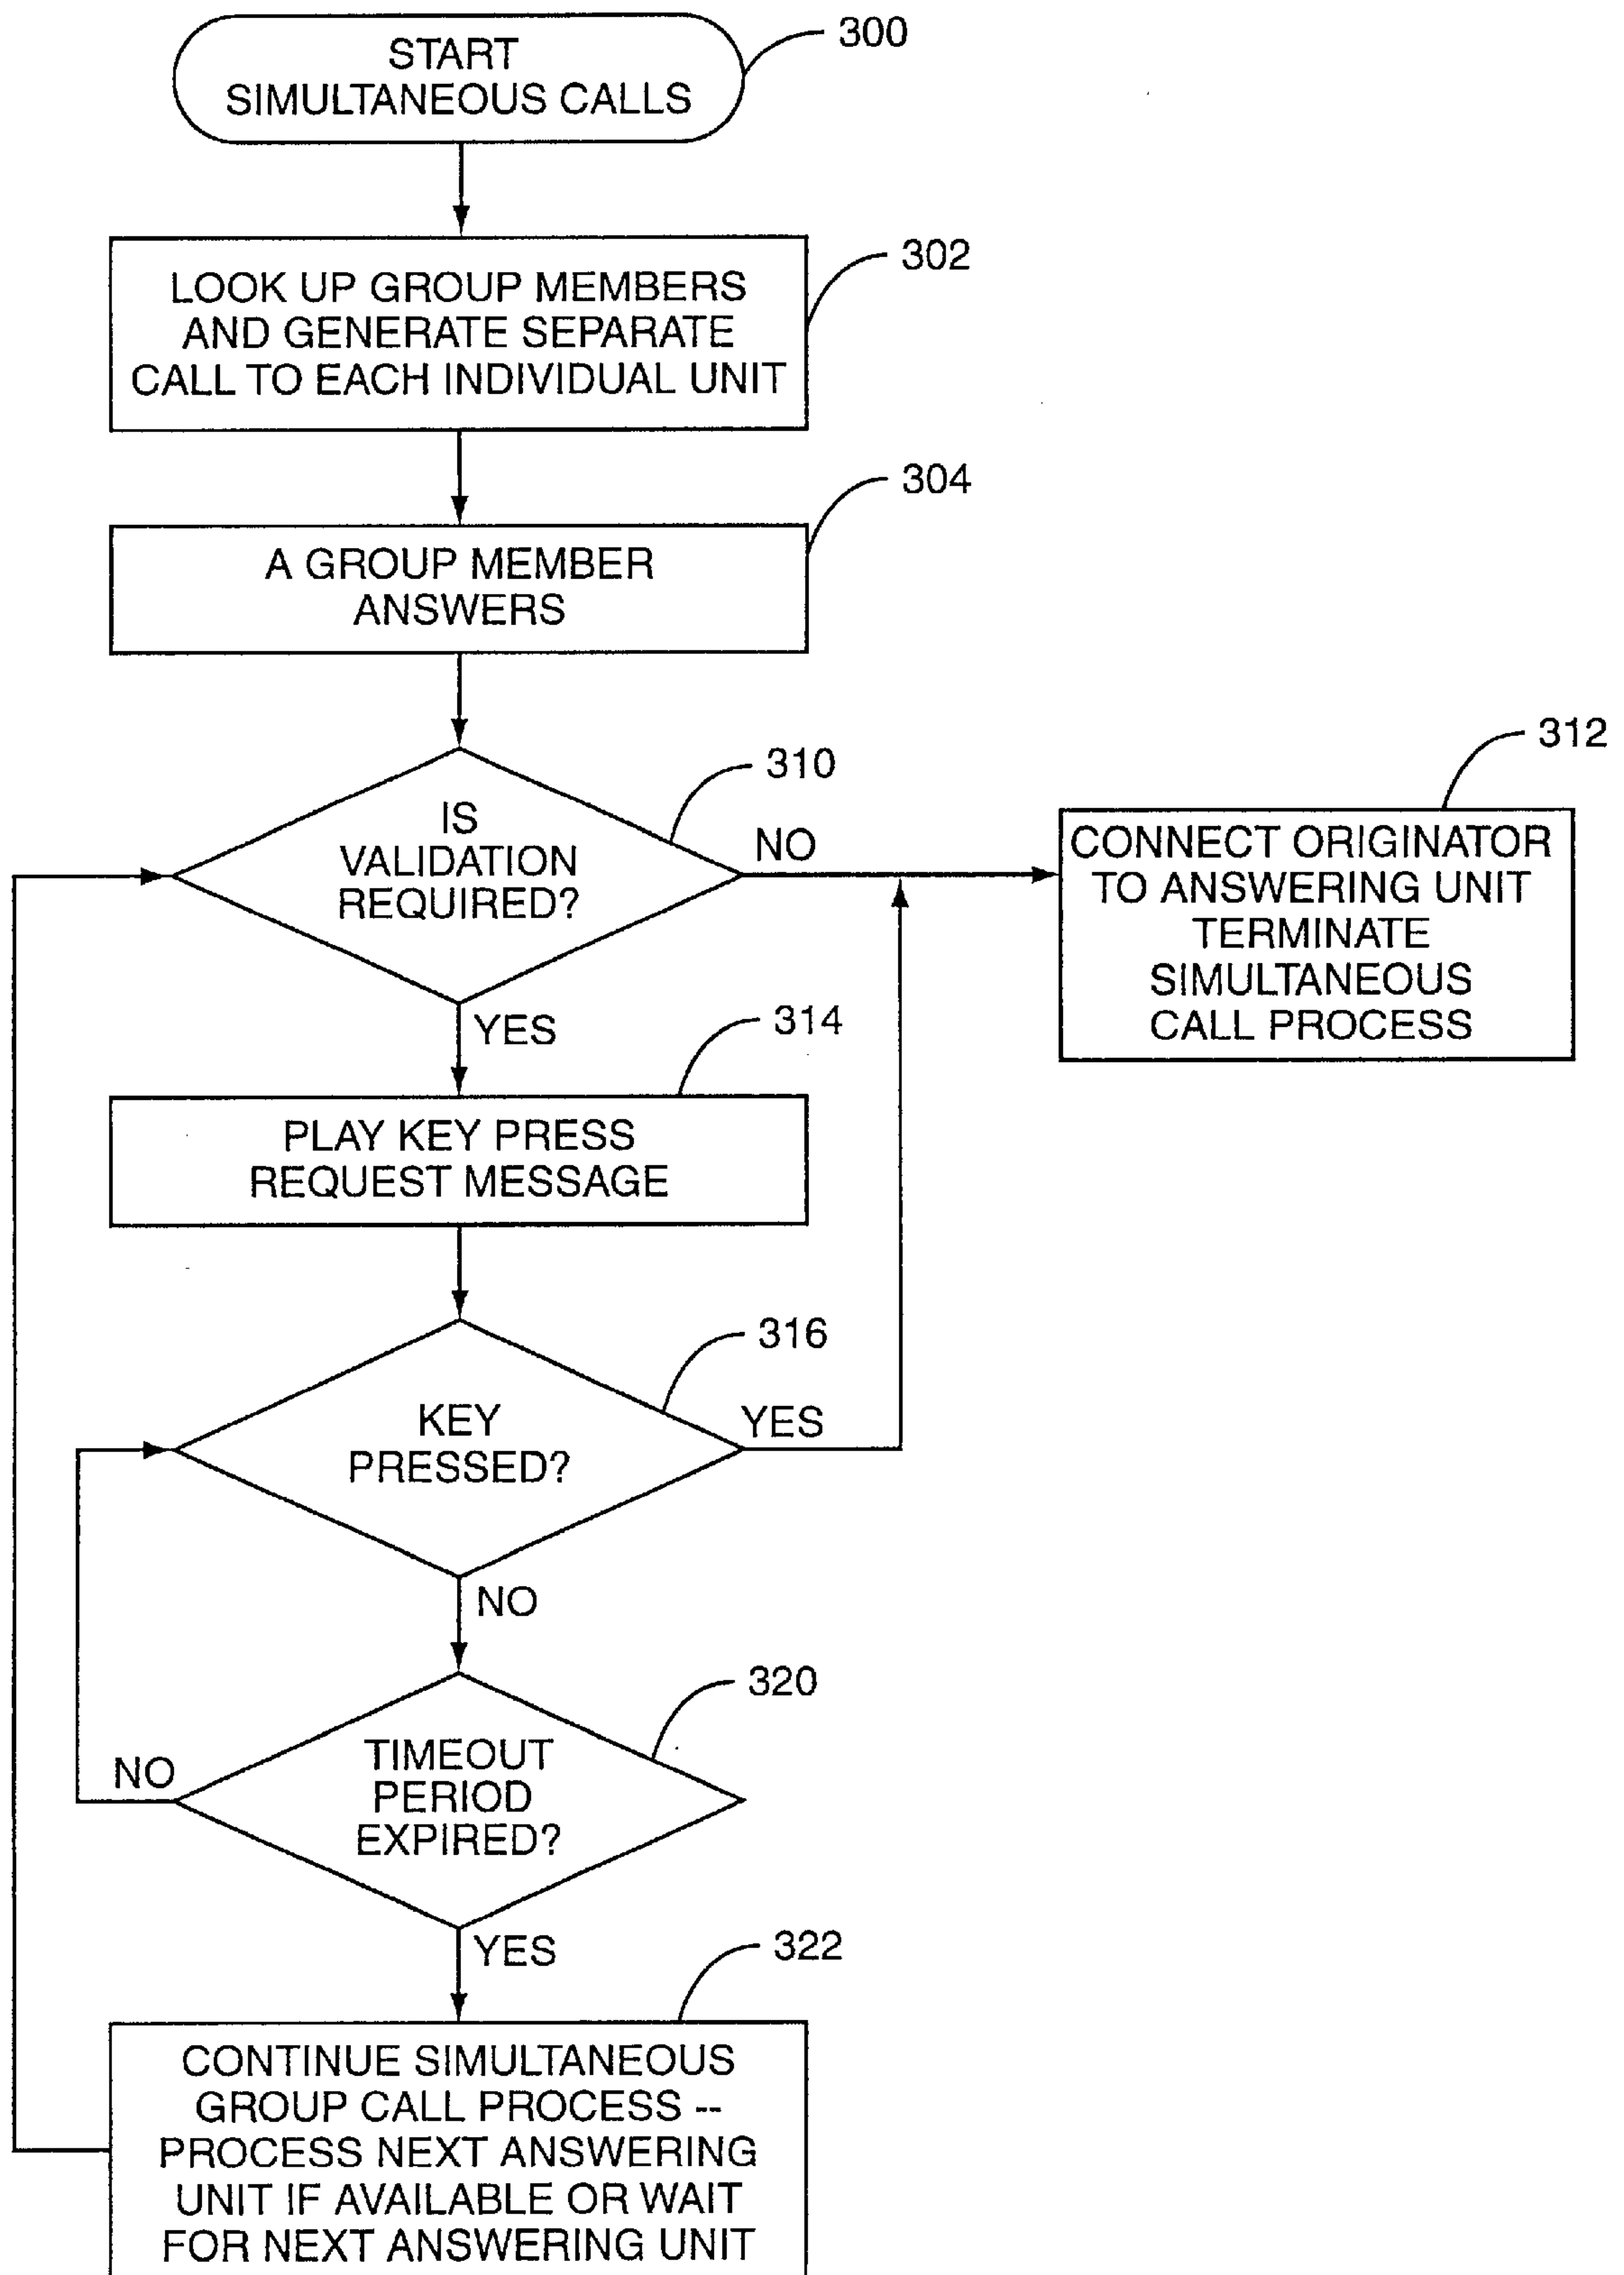 START
SIMULTANEOUS CALLS
300
LOOK UP GROUP MEMBERS
AND GENERATE SEPARATE
CALL TO EACH INDIVIDUAL UNIT
302
A GROUP MEMBER
ANSWERS
304
IS
VALIDATION
REQUIRED?
310
NO
CONNECT ORIGINATOR
TO ANSWERING UNIT
TERMINATE
SIMULTANEOUS
CALL PROCESS
312
YES
PLAY KEY PRESS
REQUEST MESSAGE
314
KEY
PRESSED?
316
YES
NO
TIMEOUT
PERIOD
EXPIRED?
320
NO
YES
CONTINUE SIMULTANEOUS
GROUP CALL PROCESS --
PROCESS NEXT ANSWERING
UNIT IF AVAILABLE OR WAIT
FOR NEXT ANSWERING UNIT
322